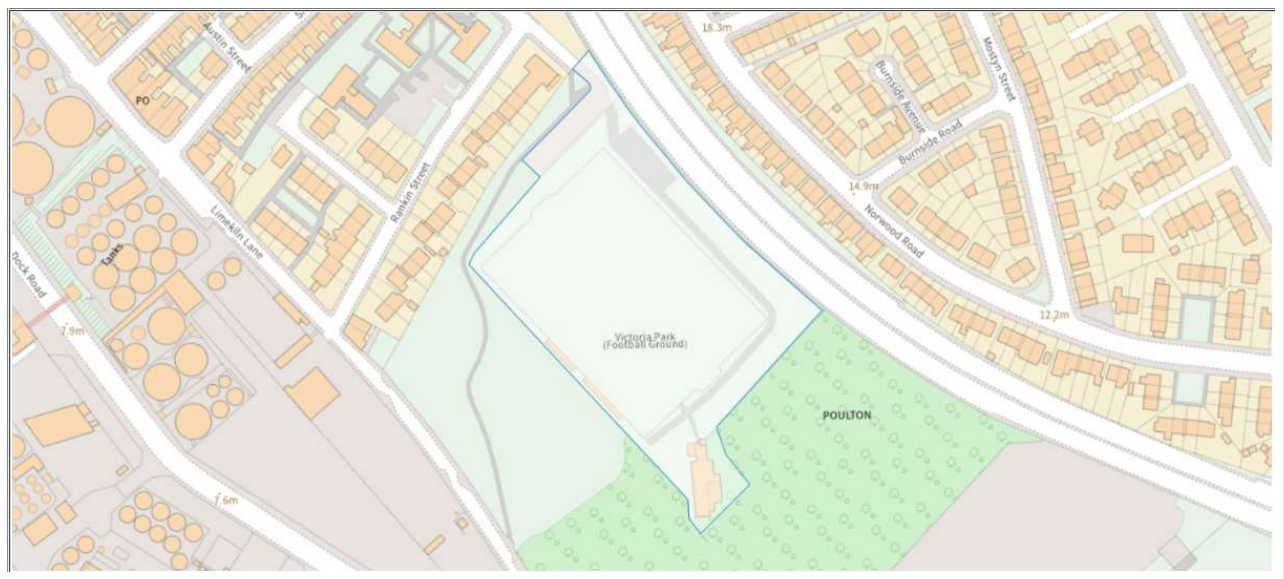 18.3m
Austin Street
PO
Mostyn Street
Burnside Avenue
Burnside Road
14.9m
Rankin Street
Limekiln Lane
Norwood Road
Tanks
Dock Road
7.9m
12.2m
Victoria Park
(Football Ground)
POULTON
7.6m